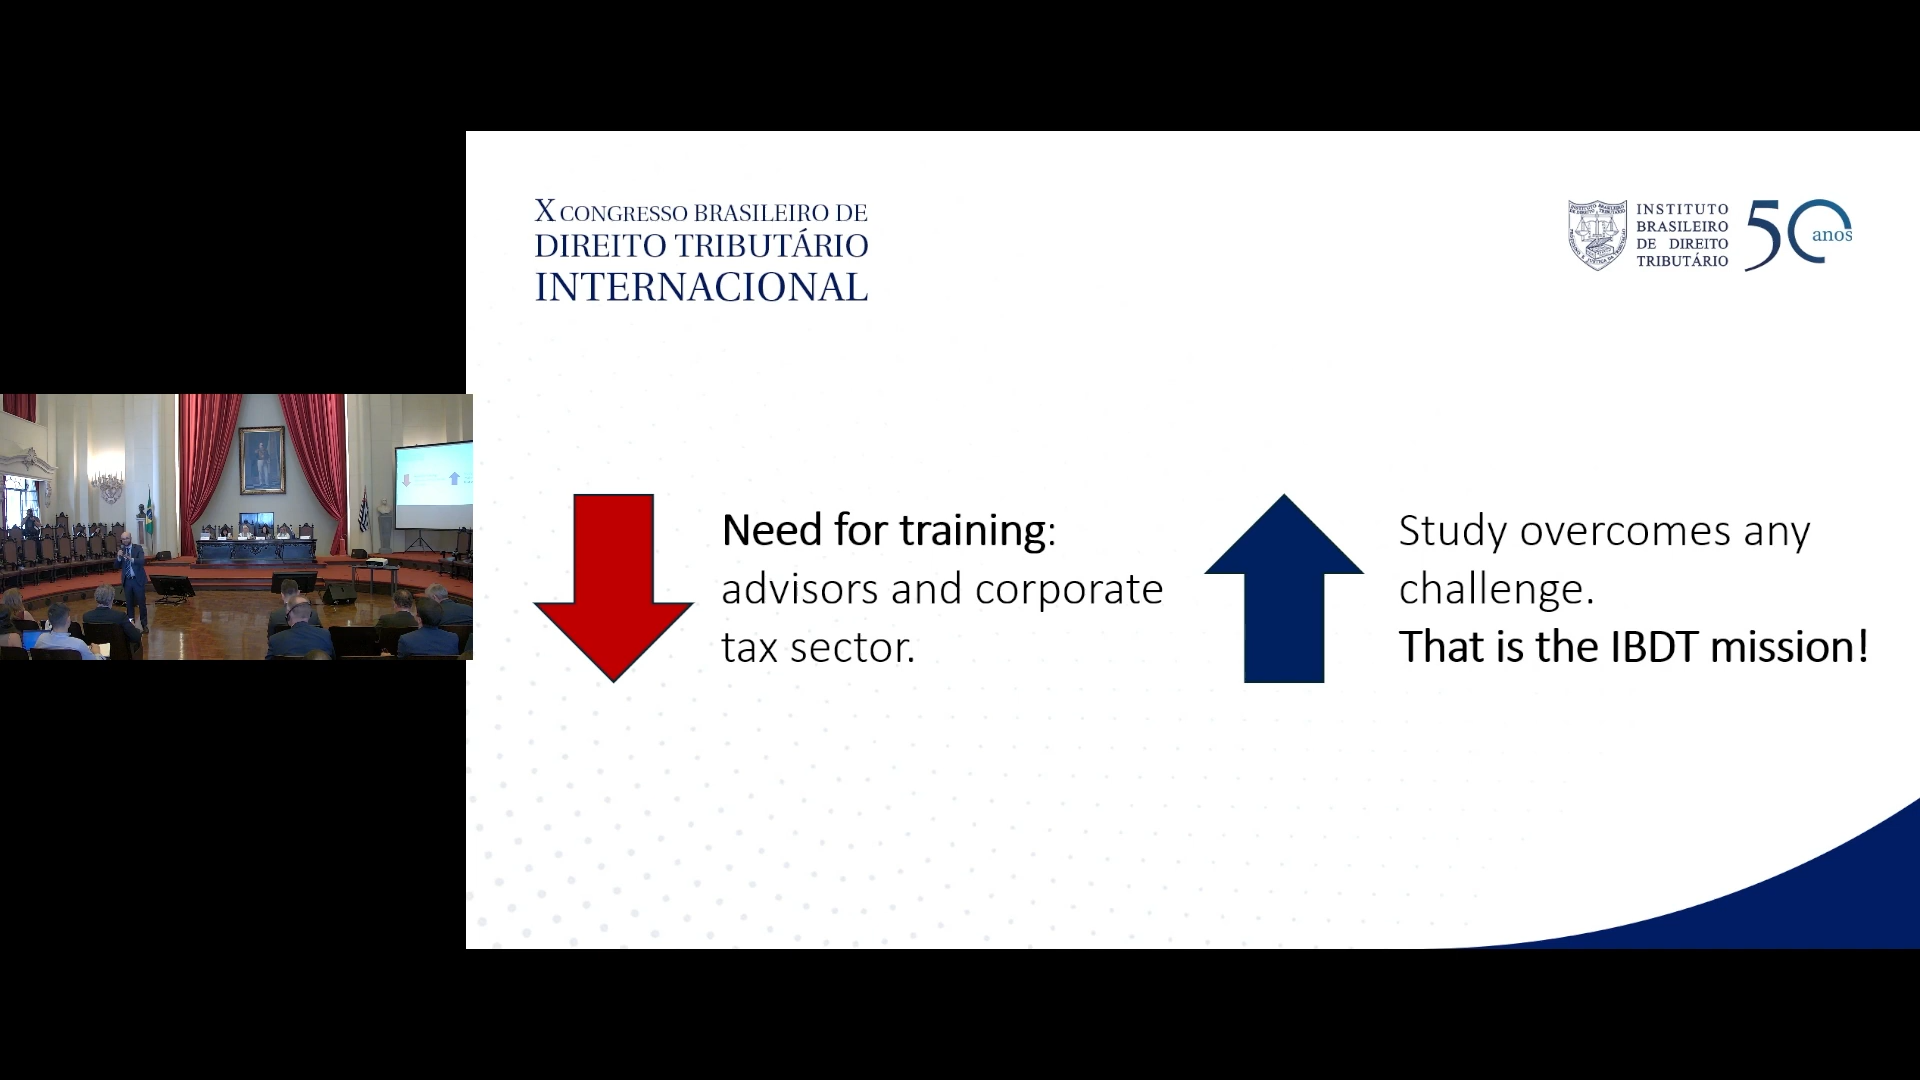 X CONGRESSO BRASILEIRO DE
DIREITO TRIBUTÁRIO
INTERNACIONAL
INSTITUTO
BRASILEIRO
DE DIREITO
TRIBUTÁRIO
50
anos
Need for training:
advisors and corporate
tax sector.
Study overcomes any
challenge.
That is the IBDT mission!